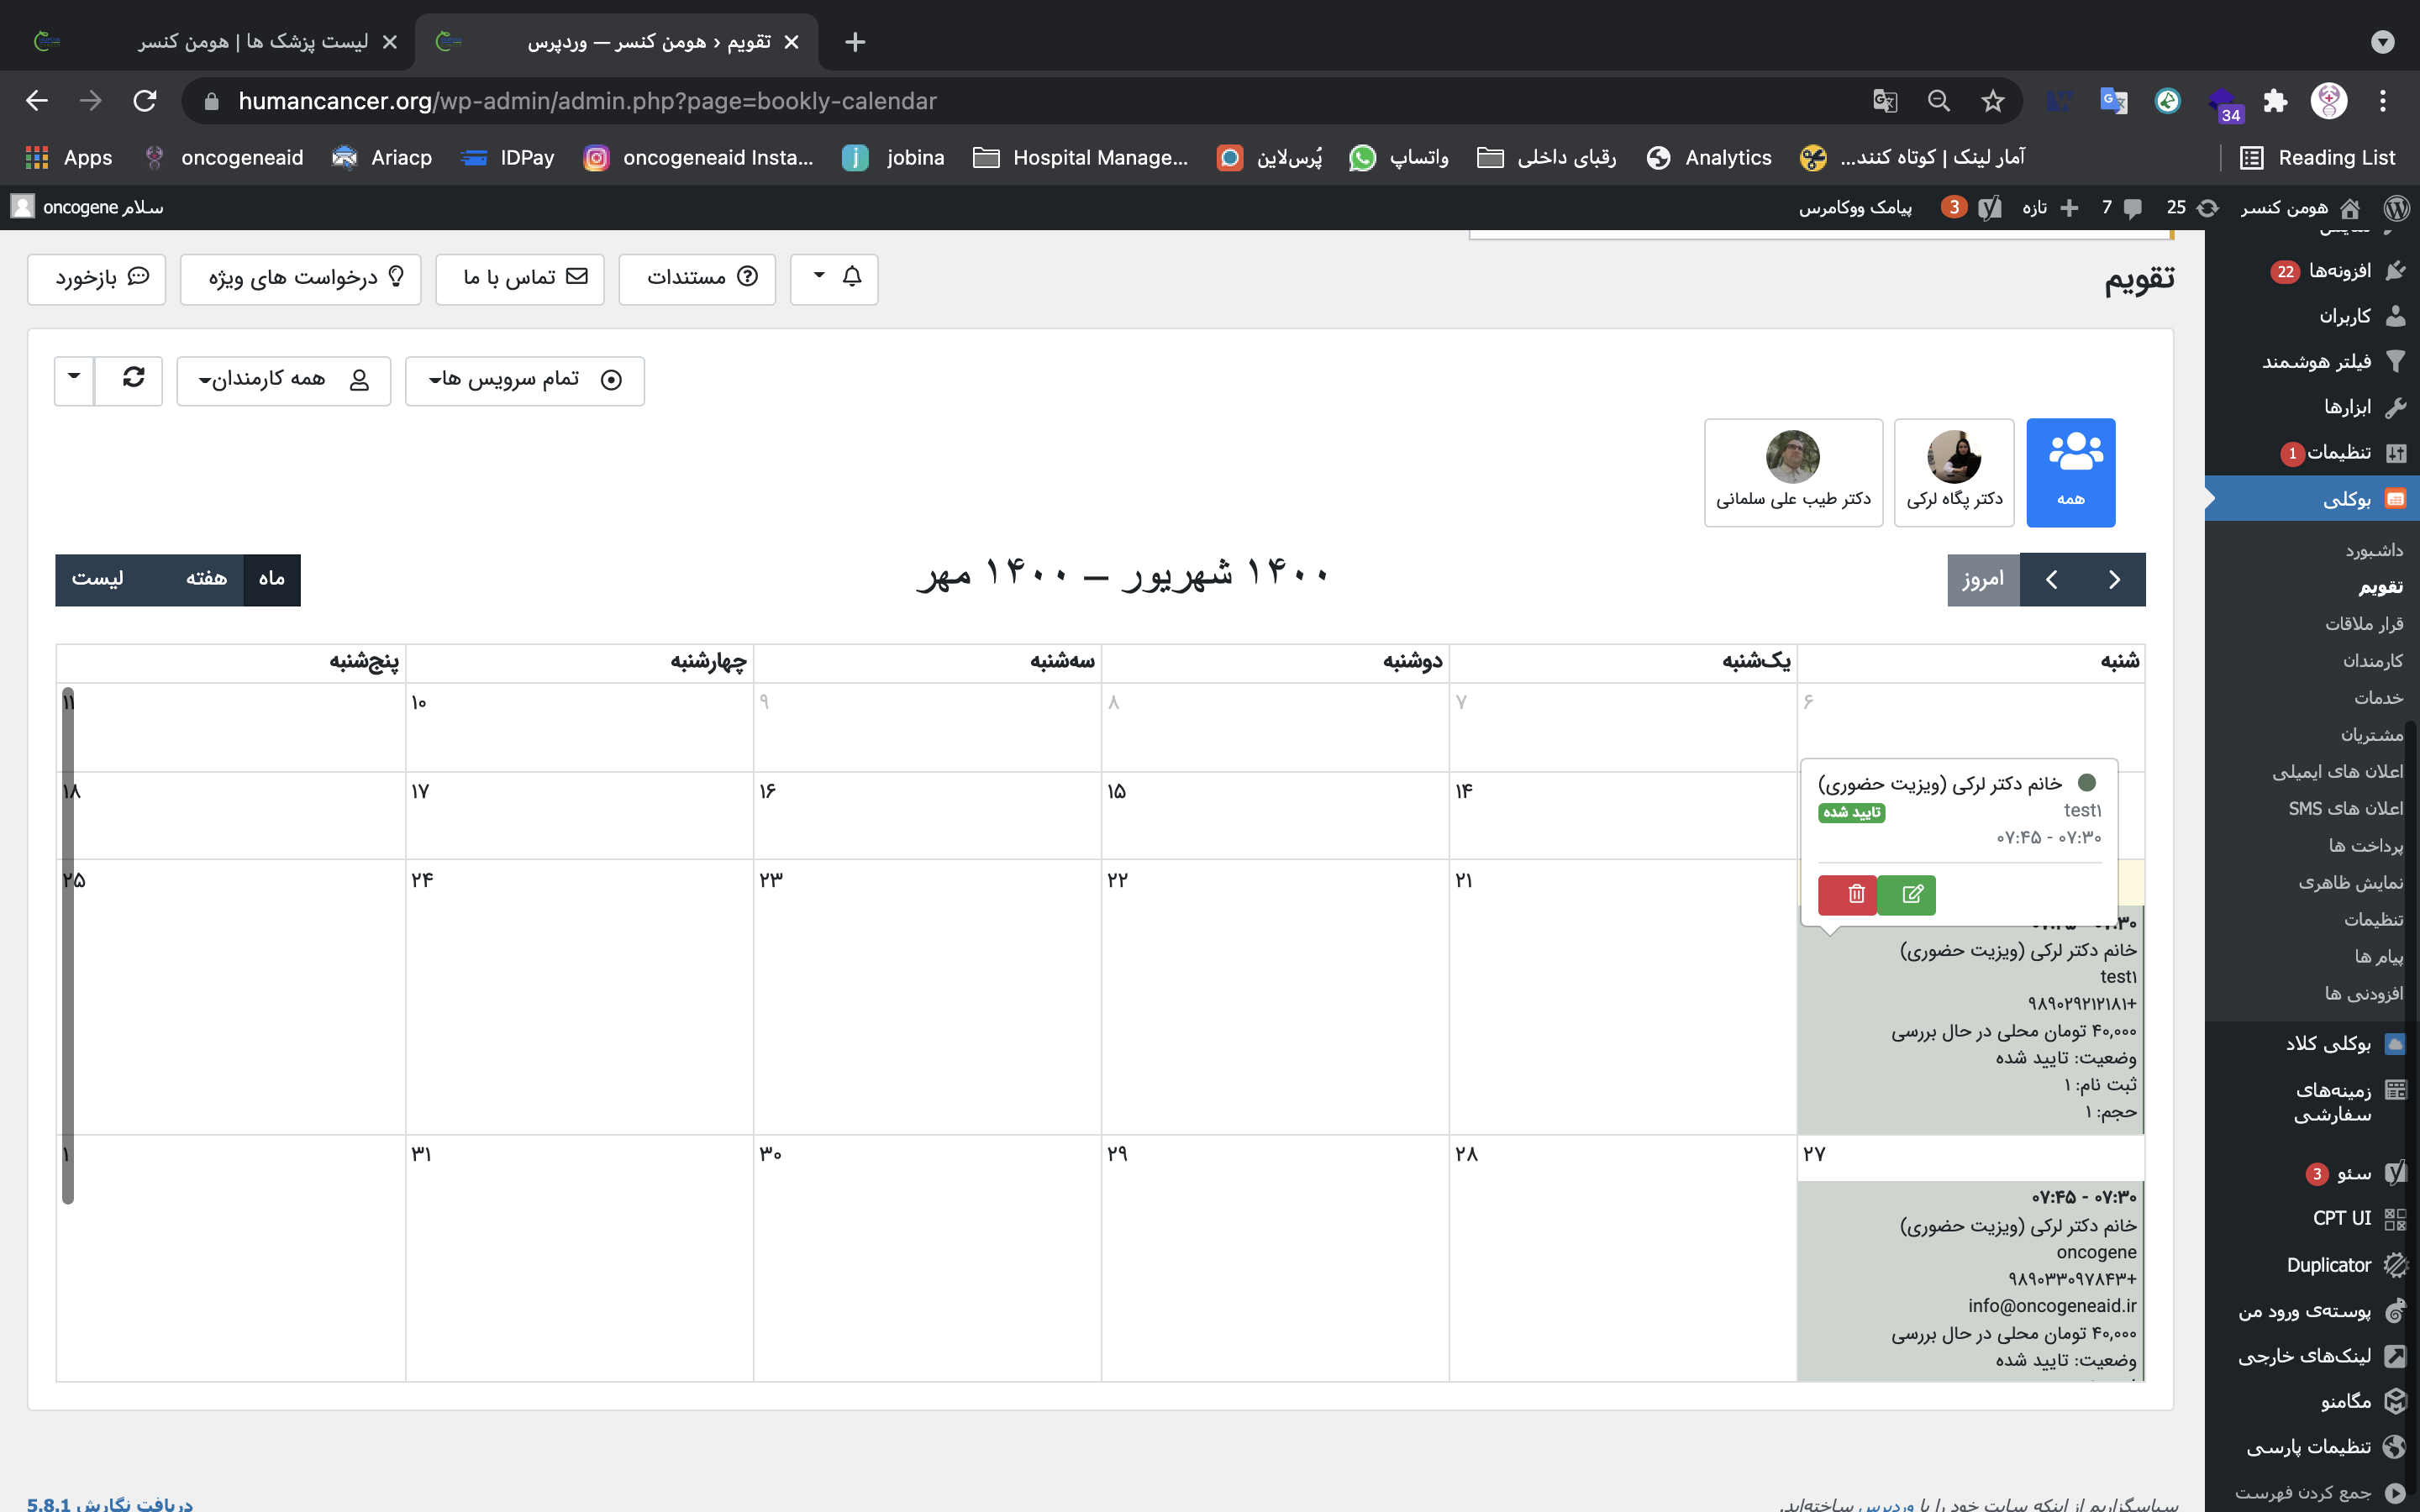 لیست پزشک ها | هومن کنسر
تقویم ‹ هومن کنسر — وردپرس
humancancer.org/wp-admin/admin.php?page=bookly-calendar
34
Apps
oncogeneaid
Ariacp
IDPay
oncogeneaid Insta...
jobina
Hospital Manage...
پُرس‌لاین
واتساپ
رقبای داخلی
Analytics
آمار لینک | کوتاه کنند...
Reading List
هومن کنسر
25
7
تازه
3
پیامک ووکامرس
سلام oncogene
افزونه‌ها 22
کاربران
فیلتر هوشمند
ابزارها
تنظیمات 1
بوکلی
داشبورد
تقویم
قرار ملاقات
کارمندان
خدمات
مشتریان
اعلان های ایمیلی
اعلان های SMS
پرداخت ها
نمایش ظاهری
تنظیمات
پیام ها
افزودنی ها
بوکلی کلاد
زمینه‌های
سفارشی
سئو 3
CPT UI
Duplicator
پوسته‌ی ورود من
لینک‌های خارجی
مگامنو
تنظیمات پارسی
جمع کردن فهرست
تقویم
مستندات
تماس با ما
درخواست های ویژه
بازخورد
تمام سرویس ها
همه کارمندان
همه
دکتر پگاه لرکی
دکتر طیب علی سلمانی
امروز
۱۴۰۰ شهریور – ۱۴۰۰ مهر
ماه
هفته
لیست
شنبه
یک‌شنبه
دوشنبه
سه‌شنبه
چهارشنبه
پنج‌شنبه
۶
۷
۸
۹
۱۰
۱۱
۱۴
۱۵
۱۶
۱۷
۱۸
خانم دکتر لرکی (ویزیت حضوری)
test۱
تایید شده
۰۷:۳۰ - ۰۷:۴۵
۲۱
۲۲
۲۳
۲۴
۲۵
۰۷:۳۰ - ۰۷:۴۵
خانم دکتر لرکی (ویزیت حضوری)
test۱
+۹۸۹۰۲۹۲۱۲۱۸۱
۴۰,۰۰۰ تومان محلی در حال بررسی
وضعیت: تایید شده
ثبت نام: ۱
حجم: ۱
۲۷
۲۸
۲۹
۳۰
۳۱
۱
۰۷:۳۰ - ۰۷:۴۵
خانم دکتر لرکی (ویزیت حضوری)
oncogene
+۹۸۹۰۳۳۰۹۷۸۴۳
info@oncogeneaid.ir
۴۰,۰۰۰ تومان محلی در حال بررسی
وضعیت: تایید شده
سپاسگزاریم از اینکه سایت خود را با وردپرس ساخته‌اید.
دریافت نگارش 5.8.1